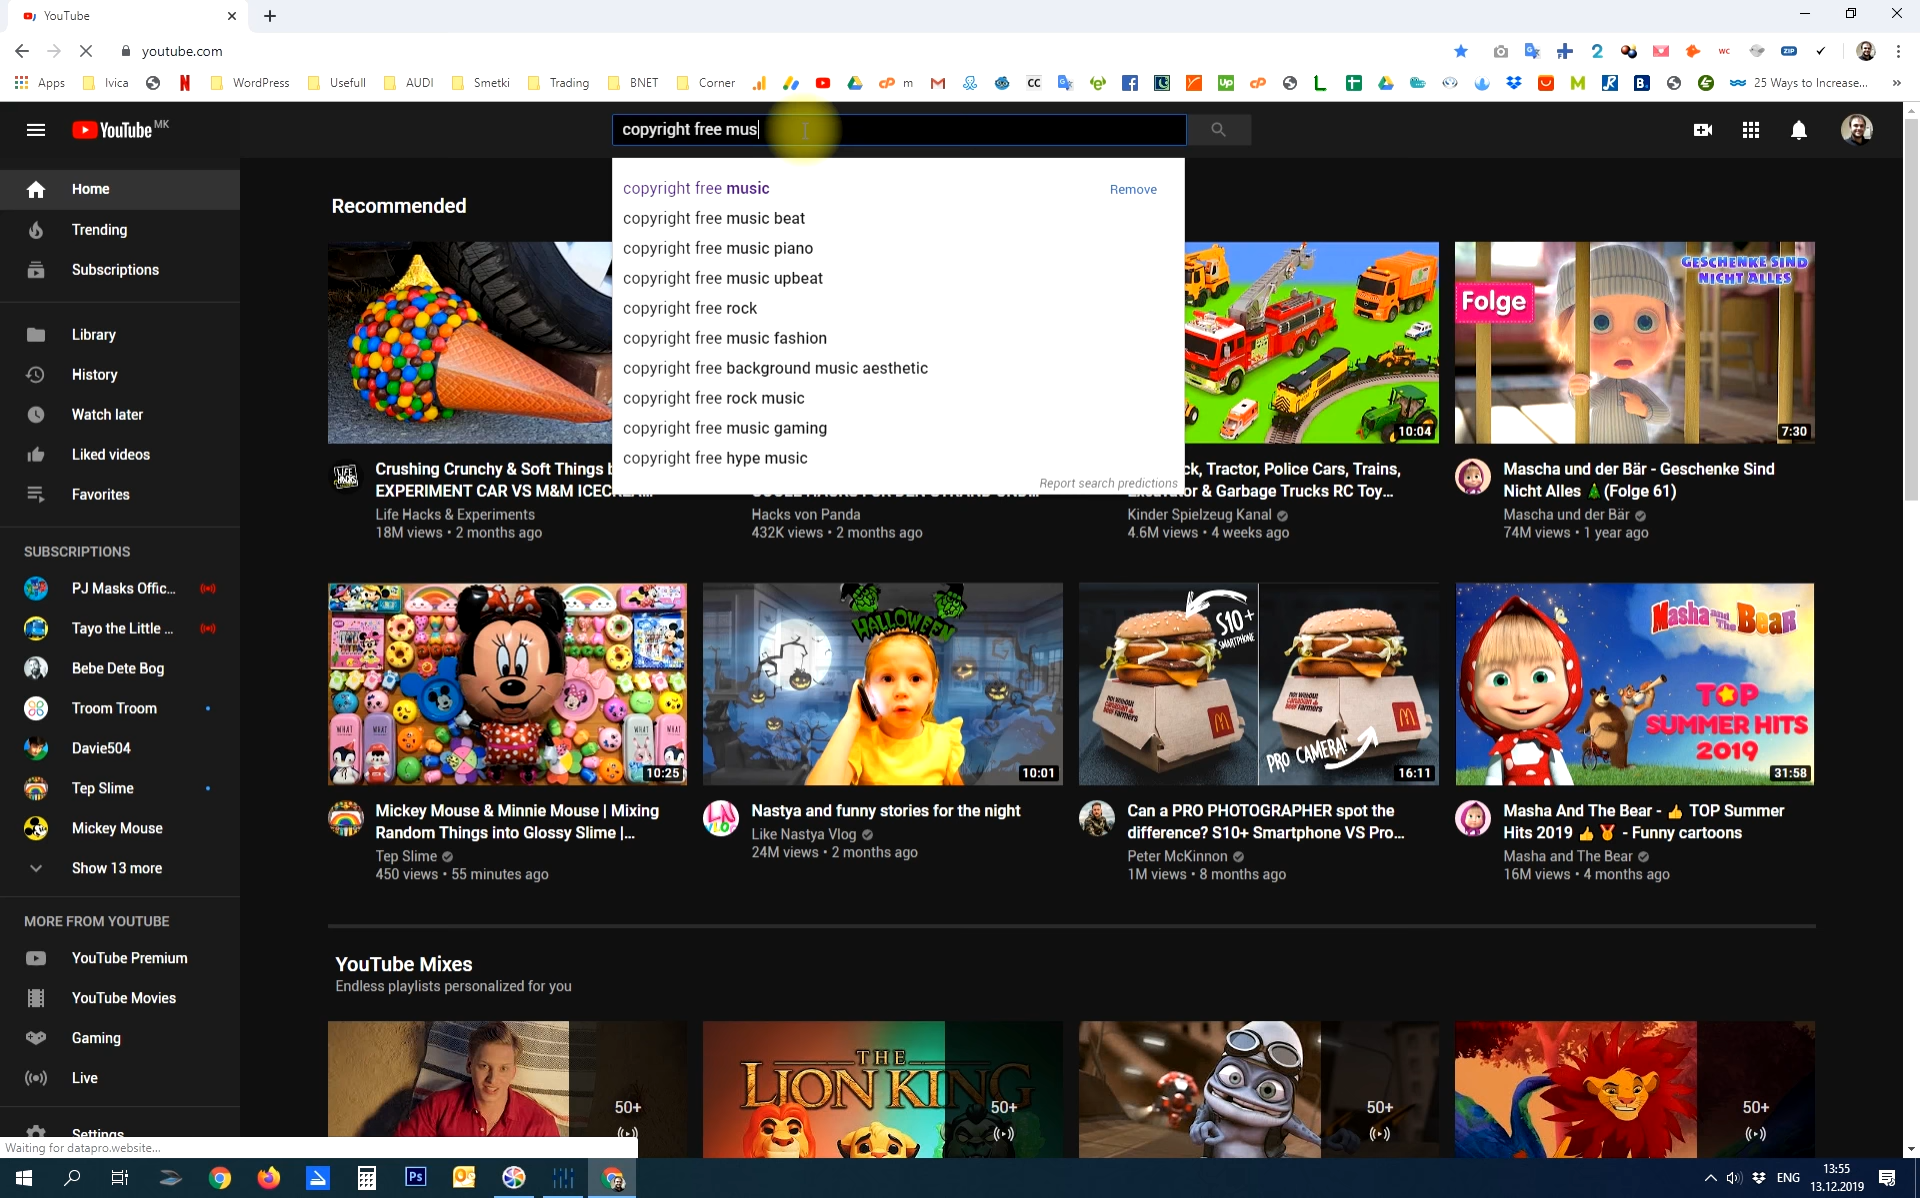 YouTube
youtube.com
Apps
Ivica
WordPress
Usefull
AUDI
Smetki
Trading
BNET
Corner
m
25 Ways to Increase...
YouTube MK
copyright free mus
copyright free music
Remove
copyright free music beat
copyright free music piano
copyright free music upbeat
copyright free rock
copyright free music fashion
copyright free background music aesthetic
copyright free rock music
copyright free music gaming
copyright free hype music
Report search predictions
Home
Trending
Subscriptions
Library
History
Watch later
Liked videos
Favorites
SUBSCRIPTIONS
PJ Masks Offic...
Tayo the Little ...
Bebe Dete Bog
Troom Troom
Davie504
Tep Slime
Mickey Mouse
Show 13 more
MORE FROM YOUTUBE
YouTube Premium
YouTube Movies
Gaming
Live
Settings
Waiting for datapro.website...
Recommended
Crushing Crunchy & Soft Things b
EXPERIMENT CAR VS M&M ICECREA...
Life Hacks & Experiments
18M views • 2 months ago
Hacks von Panda
432K views • 2 months ago
10:04
ck, Tractor, Police Cars, Trains,
Excavator & Garbage Trucks RC Toy...
Kinder Spielzeug Kanal
4.6M views • 4 weeks ago
GESCHENKE SIND
NICHT ALLES
Folge
7:30
Mascha und der Bär - Geschenke Sind
Nicht Alles 🎄 (Folge 61)
Mascha und der Bär
74M views • 1 year ago
10:25
Mickey Mouse & Minnie Mouse | Mixing
Random Things into Glossy Slime |...
Tep Slime
450 views • 55 minutes ago
HALLOWEEN
10:01
Nastya and funny stories for the night
Like Nastya Vlog
24M views • 2 months ago
S10+
SMARTPHONE
PRO CAMERA!
16:11
Can a PRO PHOTOGRAPHER spot the
difference? S10+ Smartphone VS Pro...
Peter McKinnon
1M views • 8 months ago
Masha and the Bear
TOP
SUMMER HITS
2019
31:58
Masha And The Bear - 👍 TOP Summer
Hits 2019 👍 🏅 - Funny cartoons
Masha and The Bear
16M views • 4 months ago
YouTube Mixes
Endless playlists personalized for you
50+
THE
LION KING
50+
50+
50+
ENG
13:55
13.12.2019